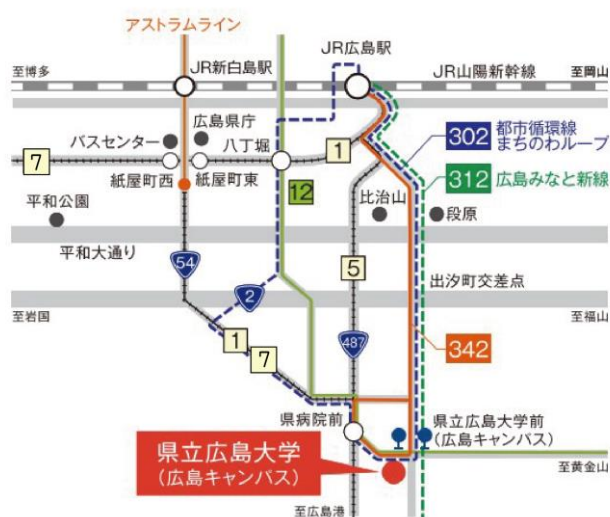 アストラムライン
JR広島駅
JR新白島駅
至博多
JR山陽新幹線
至岡山
広島県庁
バスセンター
八丁堀
7
1
302
都市循環線
まちのわループ
紙屋町西
紙屋町東
12
312
広島みなと新線
平和公園
比治山
段原
平和大通り
54
5
出汐町交差点
2
至岩国
至福山
1
7
487
342
県病院前
県立広島大学前
(広島キャンパス)
県立広島大学
(広島キャンパス)
至黄金山
至広島港